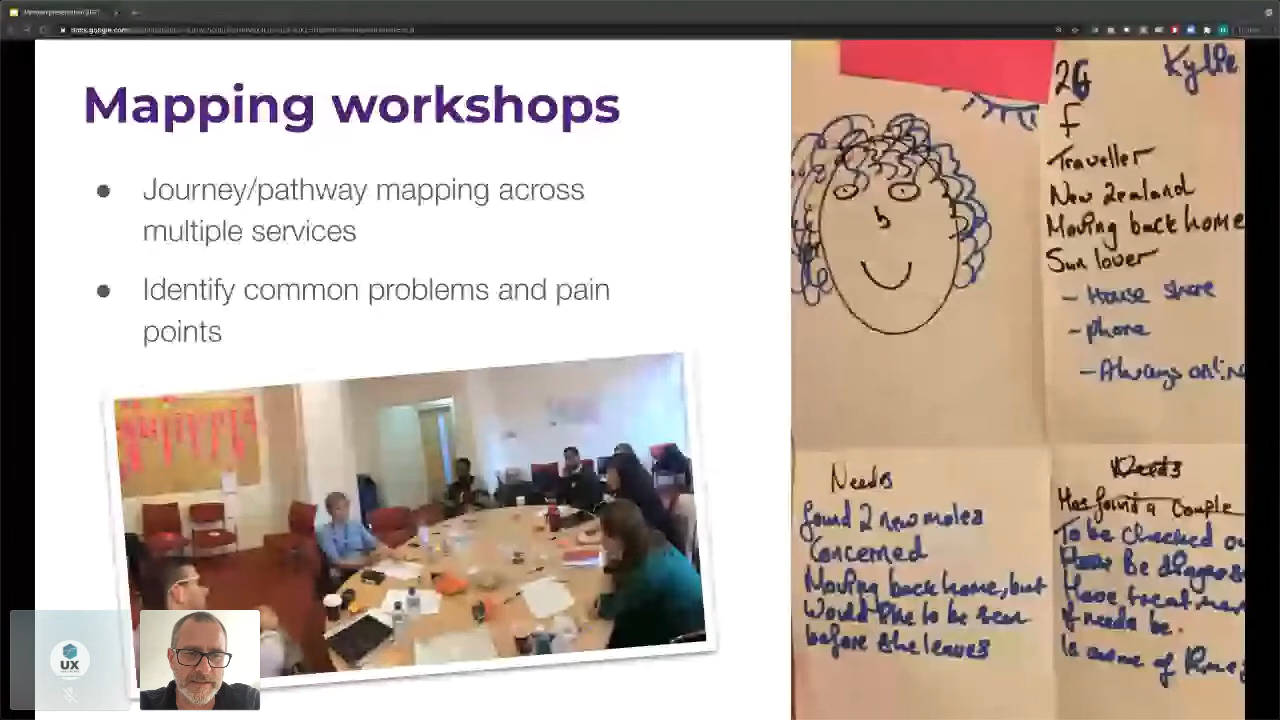 Mapping workshops
● Journey/pathway mapping across
multiple services
● Identify common problems and pain
points
Kylie
26
f
Traveller
New Zealand
Moving back home
Sun lover
- House share
- phone
- Always online
Needs
found 2 new moles
Concerned
Moving back home, but
would like to be seen
before she leaves
Needs
Has found a couple
To be checked
Be
Have
if needs be.
UX